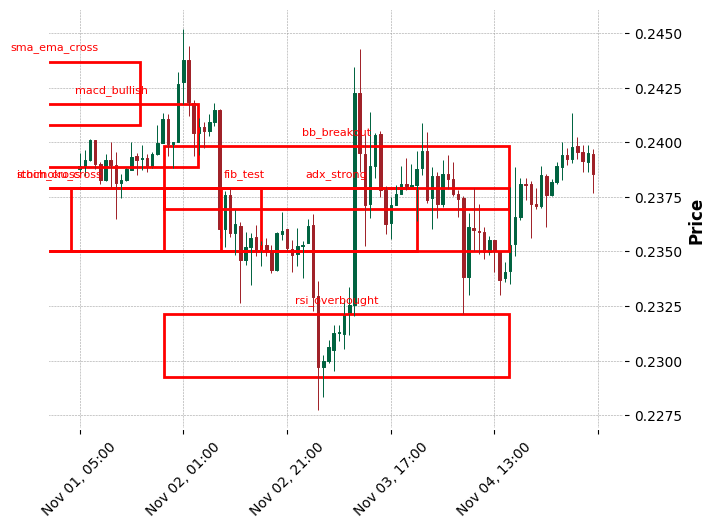 sma_ema_cross
macd_bullish
bb_breakout
fib_test
adx_strong
rsi_overbought
0.2450
0.2425
0.2400
0.2375
0.2350
0.2325
0.2300
0.2275
Price
Nov 01, 05:00
Nov 02, 01:00
Nov 02, 21:00
Nov 03, 17:00
Nov 04, 13:00